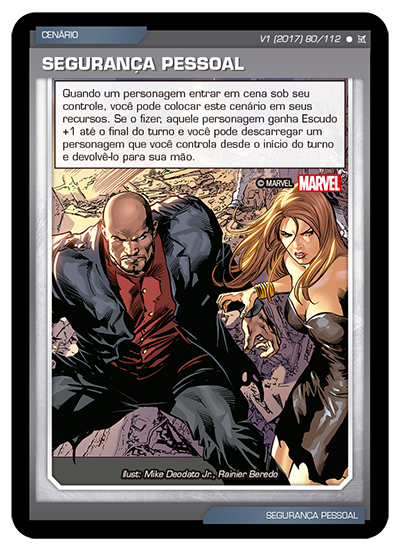 CENÁRIO
V1 (2017) 80/112
SEGURANÇA PESSOAL
Quando um personagem entrar em cena sob seu
controle, você pode colocar este cenário em seus
recursos. Se o fizer, aquele personagem ganha Escudo
+1 até o final do turno e você pode descarregar um
personagem que você controla desde o início do turno
e devolvê-lo para sua mão.
© MARVEL MARVEL
Illust: Mike Deodato Jr., Rainier Beredo
SEGURANÇA PESSOAL